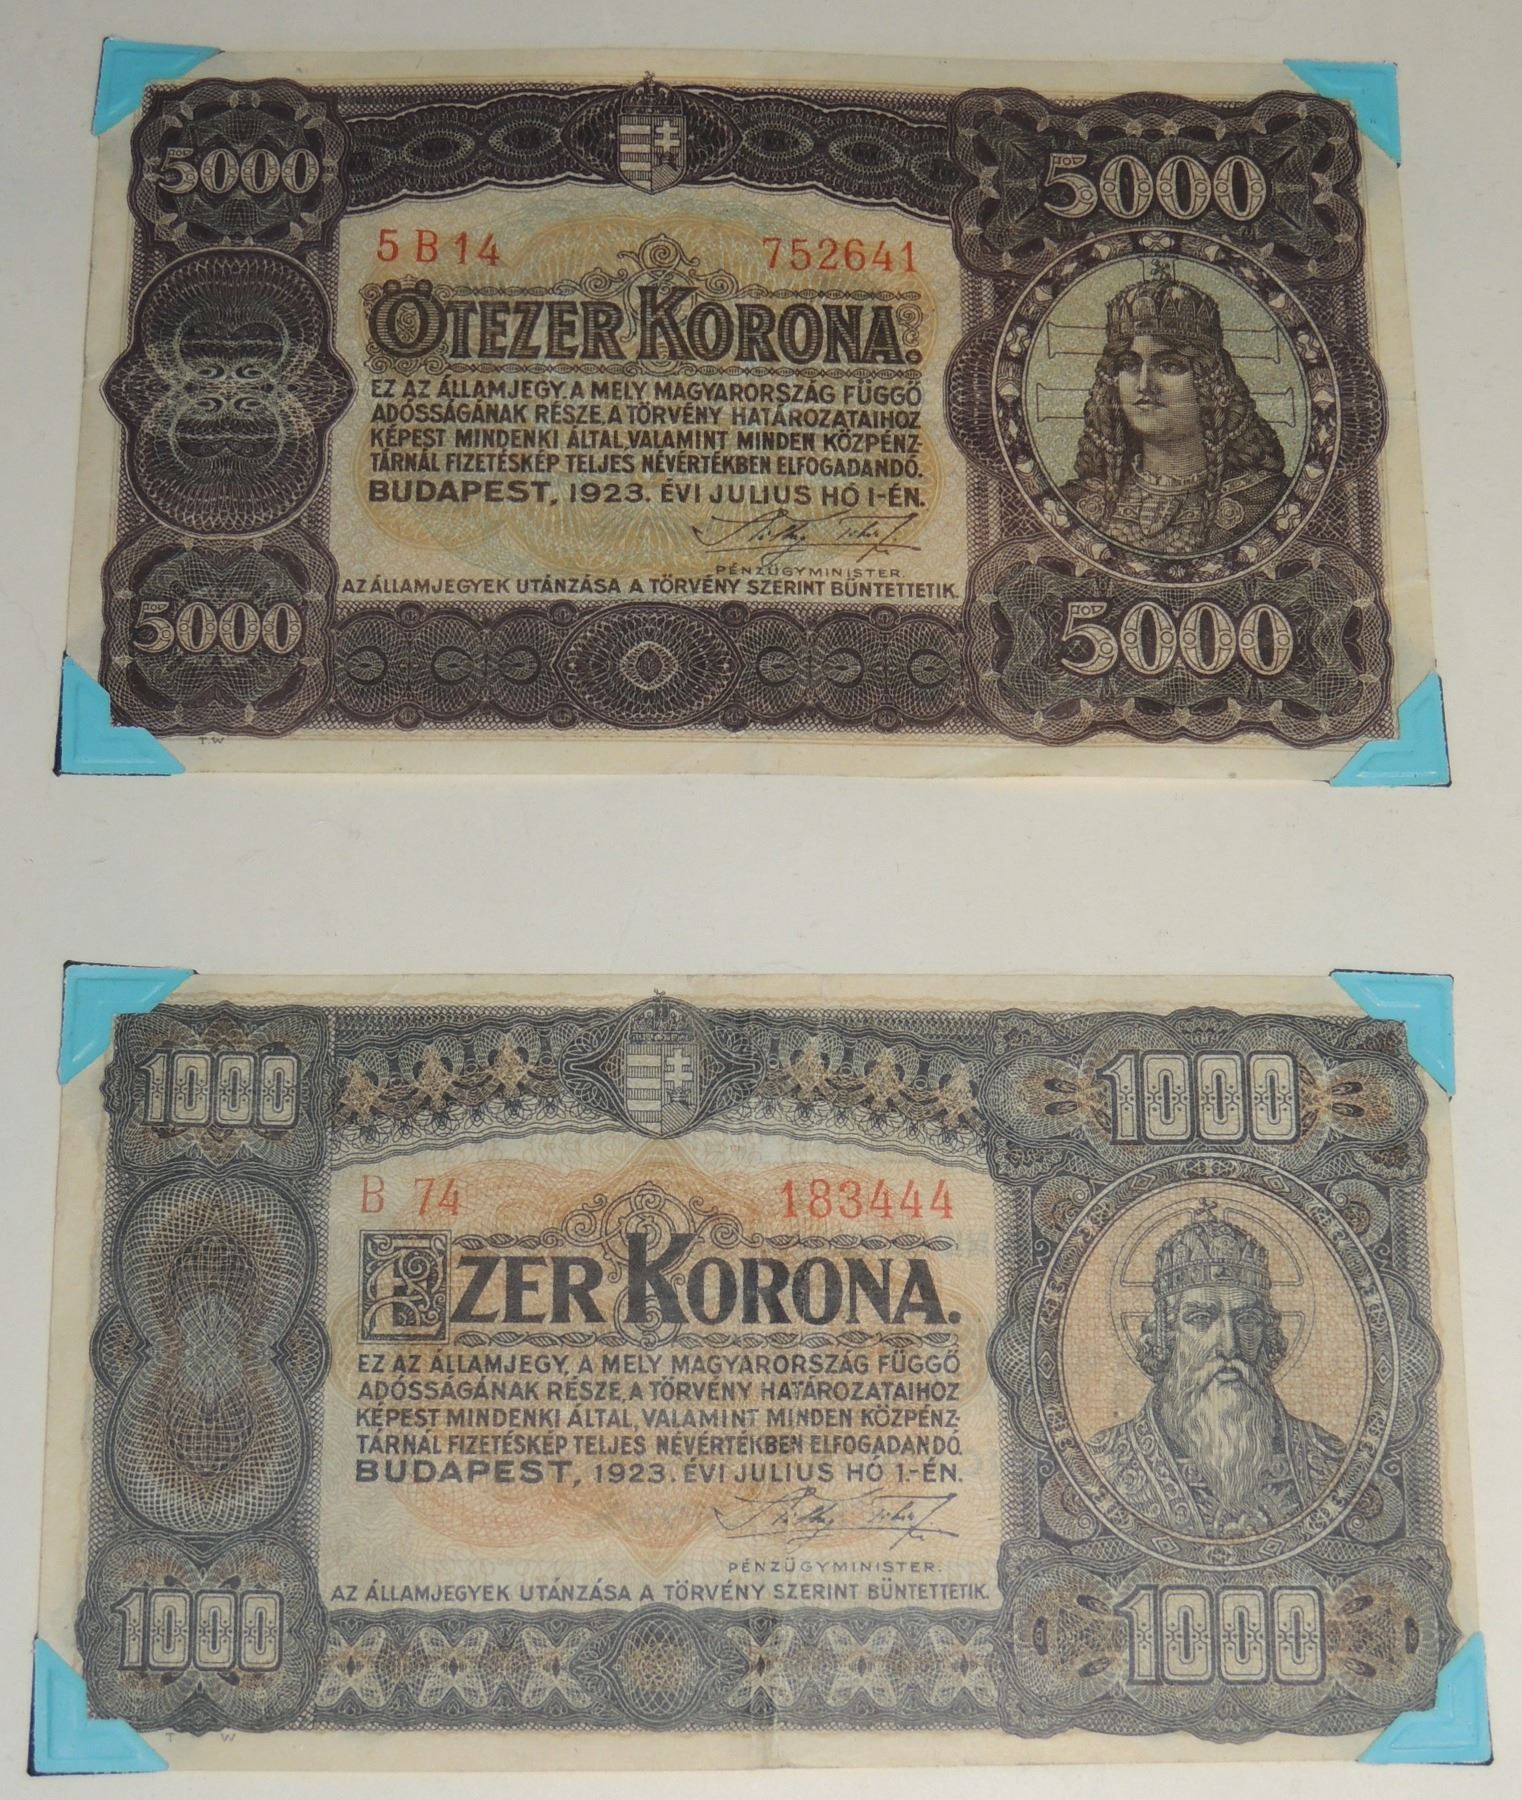 5000
5000
5 B 14 752641
ÖTEZER KORONA.
EZ AZ ÁLLAMJEGY, A MELY MAGYARORSZÁG FÜGGŐ
ADÓSSÁGÁNAK RÉSZE, A TÖRVÉNY HATÁROZATAIHOZ
KÉPEST MINDENKI ÁLTAL, VALAMINT MINDEN KÖZPÉNZ-
TÁRNÁL FIZETÉSKÉP TELJES NÉVÉRTÉKBEN ELFOGADANDÓ.
BUDAPEST, 1923. ÉVI JULIUS HÓ 1-ÉN.
PÉNZÜGYMINISTER.
AZ ÁLLAMJEGYEK UTÁNZÁSA A TÖRVÉNY SZERINT BÜNTETTETIK.
5000
5000
T.W
1000
1000
B 74 183444
EZER KORONA.
EZ AZ ÁLLAMJEGY, A MELY MAGYARORSZÁG FÜGGŐ
ADÓSSÁGÁNAK RÉSZE, A TÖRVÉNY HATÁROZATAIHOZ
KÉPEST MINDENKI ÁLTAL, VALAMINT MINDEN KÖZPÉNZ-
TÁRNÁL FIZETÉSKÉP TELJES NÉVÉRTÉKBEN ELFOGADANDÓ.
BUDAPEST, 1923. ÉVI JULIUS HÓ 1.-ÉN.
PÉNZÜGYMINISTER.
AZ ÁLLAMJEGYEK UTÁNZÁSA A TÖRVÉNY SZERINT BÜNTETTETIK.
1000
1000
T W